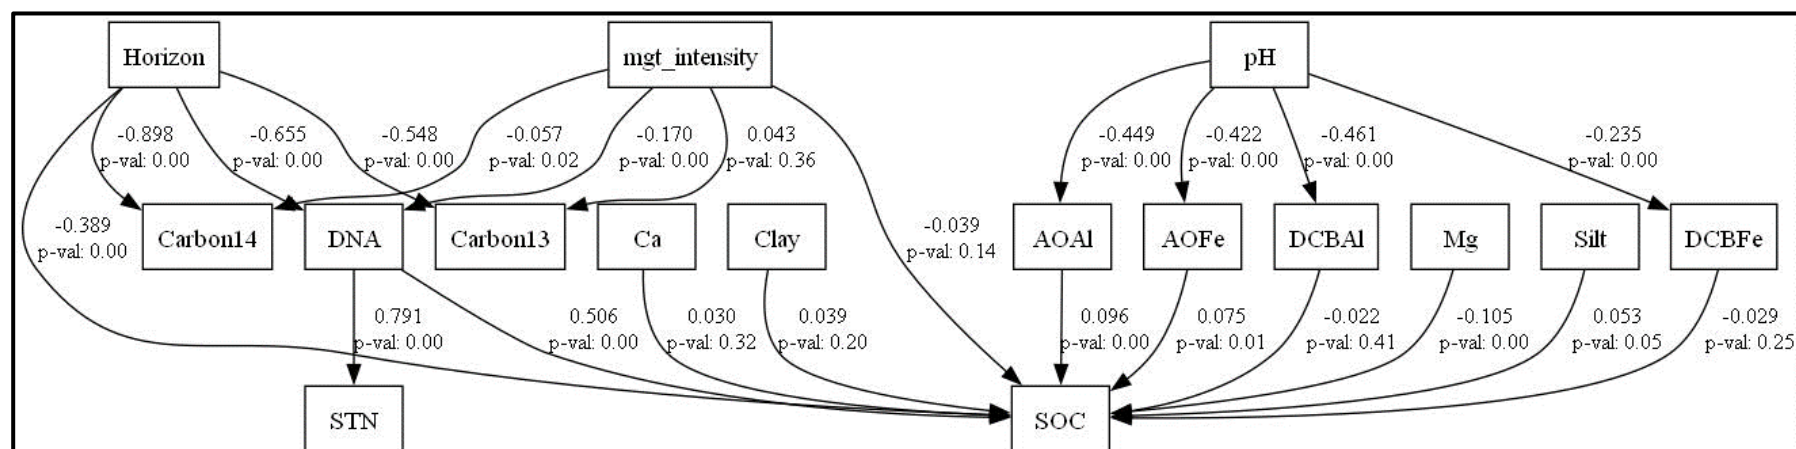 Horizon
mgt_intensity
pH
-0.898
p-val: 0.00
-0.655
p-val: 0.00
-0.548
p-val: 0.00
-0.057
p-val: 0.02
-0.170
p-val: 0.00
0.043
p-val: 0.36
-0.449
p-val: 0.00
-0.422
p-val: 0.00
-0.461
p-val: 0.00
-0.235
p-val: 0.00
-0.389
p-val: 0.00
Carbon14
DNA
Carbon13
Ca
Clay
-0.039
p-val: 0.14
AOAl
AOFe
DCBAl
Mg
Silt
DCBFe
0.791
p-val: 0.00
0.506
p-val: 0.00
0.030
p-val: 0.32
0.039
p-val: 0.20
0.096
p-val: 0.00
0.075
p-val: 0.01
-0.022
p-val: 0.41
-0.105
p-val: 0.00
0.053
p-val: 0.05
-0.029
p-val: 0.25
STN
SOC